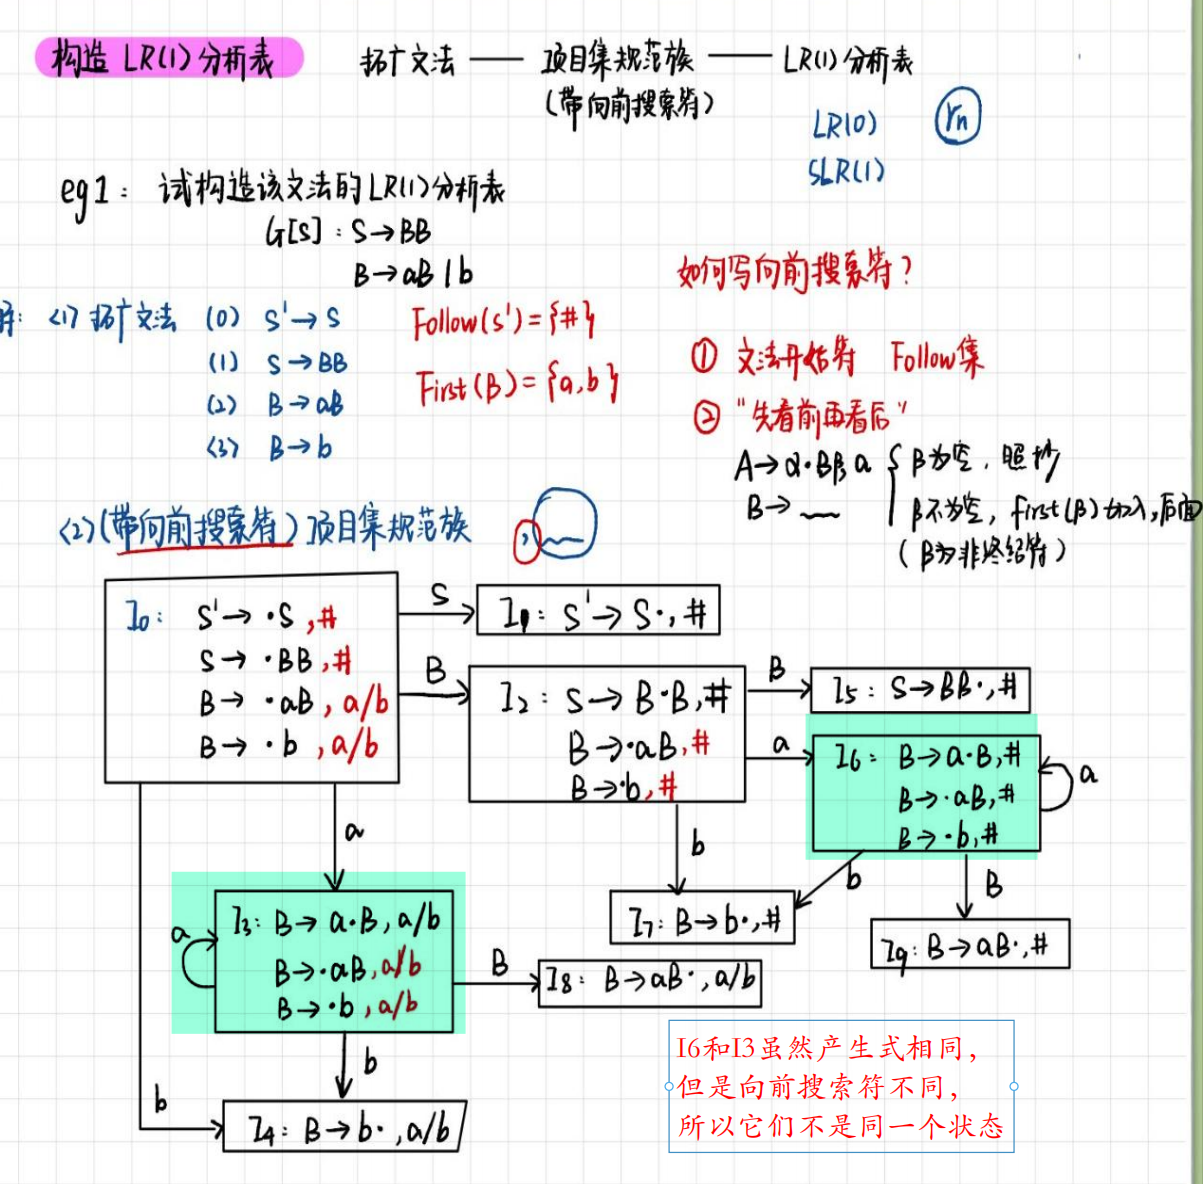 构造 LR(1)分析表
拓广文法 —— 项目集规范族 —— LR(1)分析表
(带向前搜索符)
LR(0)
rn
SLR(1)
eg1: 试构造该文法的LR(1)分析表
G[S]: S→BB
B→aB | b
解: <1> 拓广文法 (0) S'→S
(1) S→BB
(2) B→aB
<3> B→b
Follow(S')={#}
First(B)={a,b}
如何写向前搜索符?
① 文法开始符 Follow集
② "先看前再看后"
A→α·Bβ, a { β为空, 照抄
B→ __ β不为空, first(β)加入,后面
(β为非终结符)
<2>(带向前搜索符)项目集规范族
,
I0: S'→·S,#
S→·BB,#
B→·aB, a/b
B→·b, a/b
S
I1: S'→S·,#
B
I2: S→B·B,#
B→·aB,#
B→·b,#
B
I5: S→BB·,#
a
I6: B→a·B,#
B→·aB,#
B→·b,#
a
a
b
b
B
I3: B→a·B, a/b
B→·aB, a/b
B→·b, a/b
a
I7: B→b·,#
I9: B→aB·,#
B
I8: B→aB·, a/b
b
b
I4: B→b·, a/b
I6和I3虽然产生式相同,
但是向前搜索符不同,
所以它们不是同一个状态